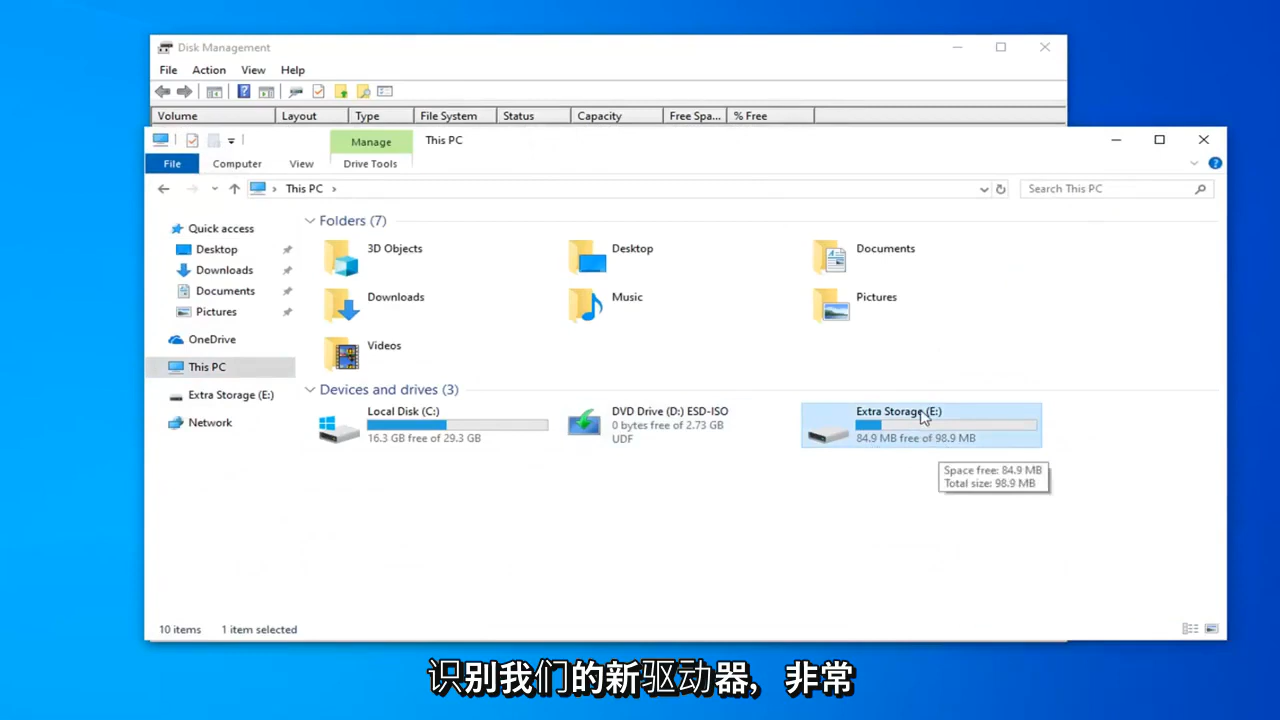 Disk Management
File Action View Help
Volume Layout Type File System Status Capacity Free Spa... % Free
Manage This PC
File Computer View Drive Tools
This PC Search This PC
Quick access
Desktop
Downloads
Documents
Pictures
OneDrive
This PC
Extra Storage (E:)
Network
Folders (7)
3D Objects Desktop Documents
Downloads Music Pictures
Videos
Devices and drives (3)
Local Disk (C:) DVD Drive (D:) ESD-ISO Extra Storage (E:)
0 bytes free of 2.73 GB
16.3 GB free of 29.3 GB UDF 84.9 MB free of 98.9 MB
Space free: 84.9 MB
Total size: 98.9 MB
10 items 1 item selected
识别我们的新驱动器，非常